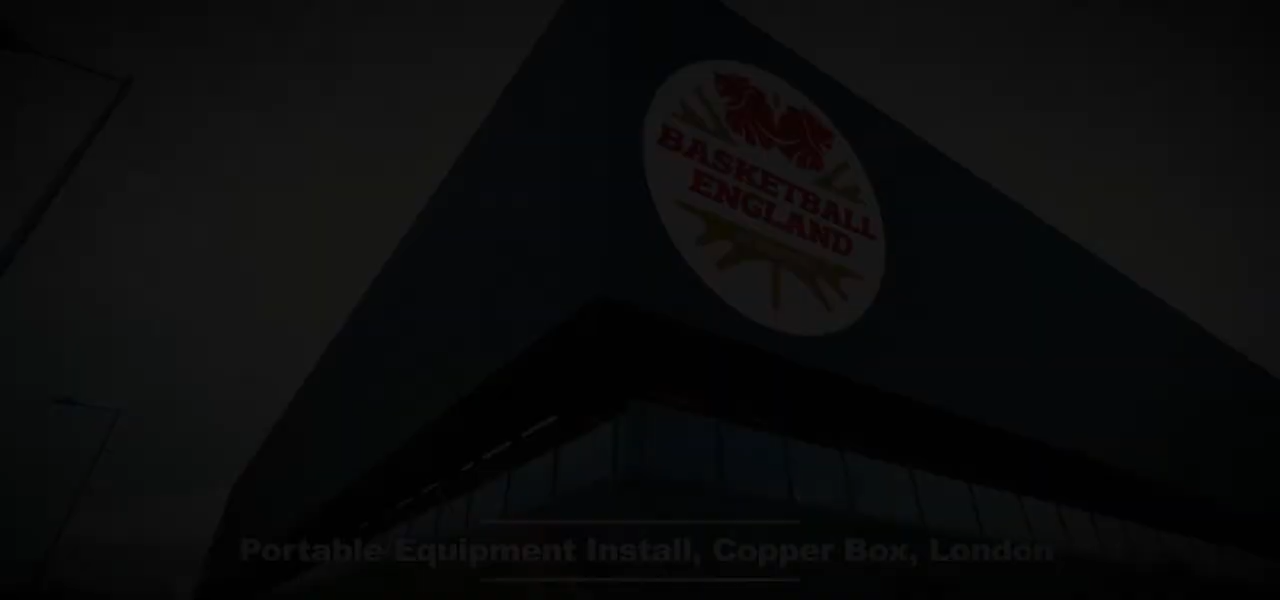 BASKETBALL
ENGLAND
Portable Equipment Install, Copper Box, London